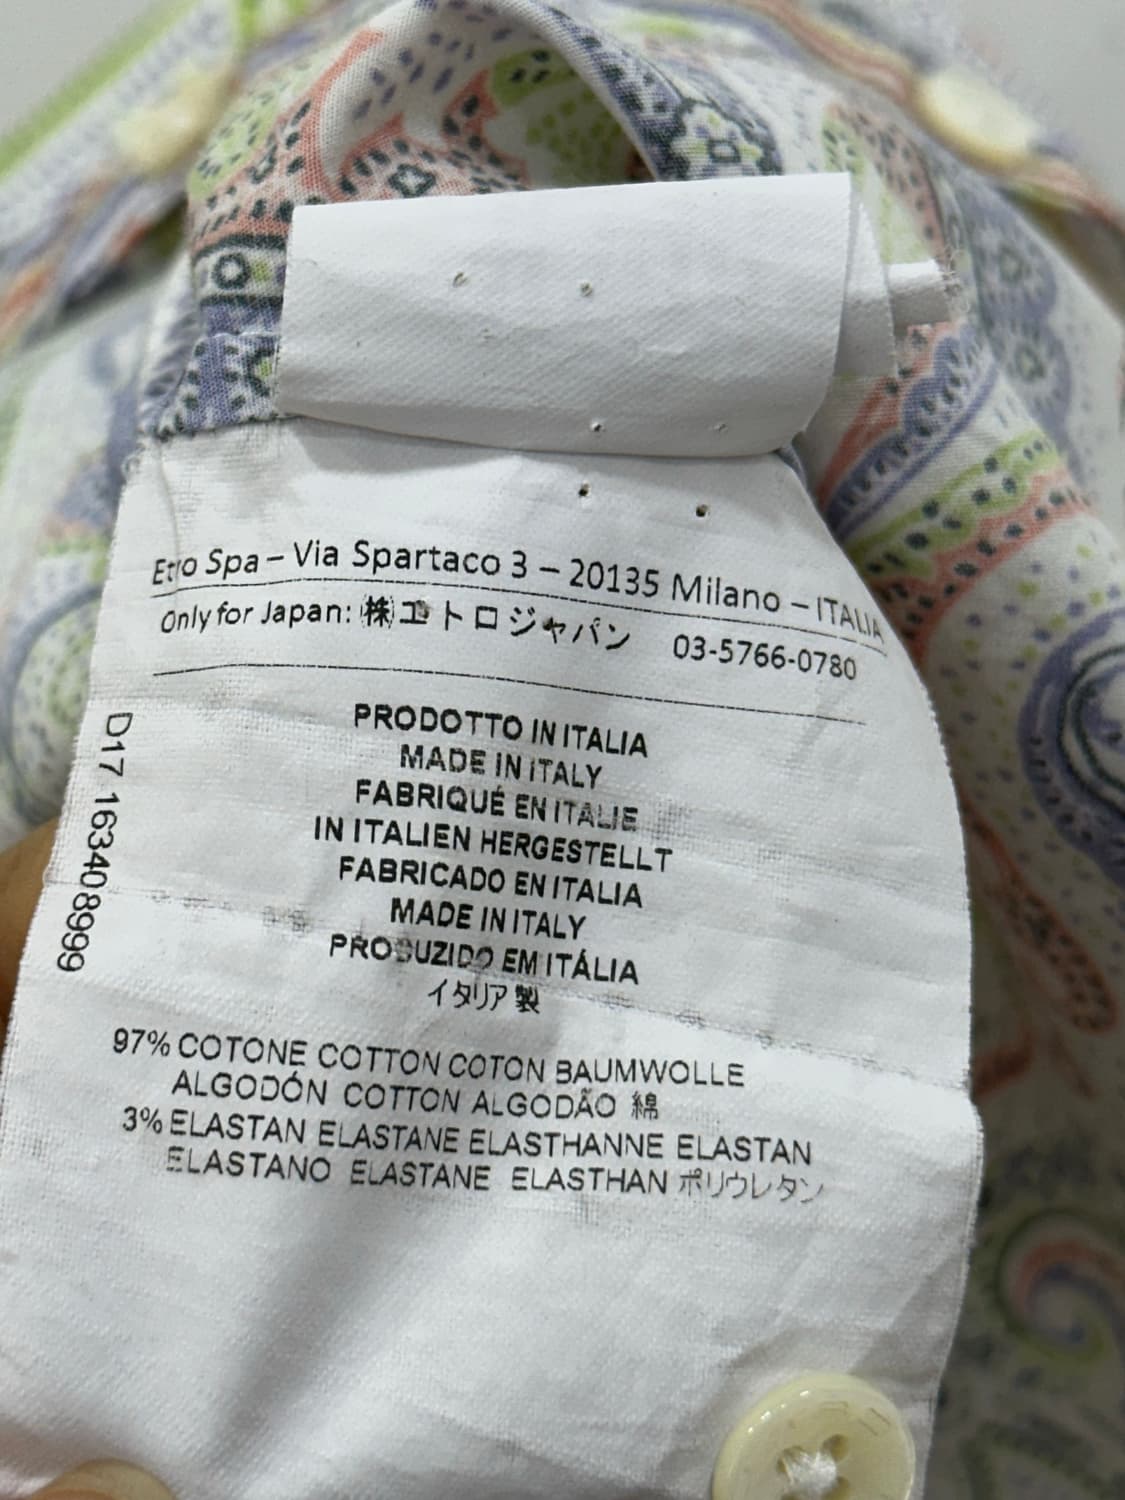 Etro Spa – Via Spartaco 3 – 20135 Milano – ITALIA
Only for Japan: ㈱エトロジャパン 03-5766-0780
PRODOTTO IN ITALIA
MADE IN ITALY
FABRIQUÉ EN ITALIE
IN ITALIEN HERGESTELLT
FABRICADO EN ITALIA
MADE IN ITALY
PRODUZIDO EM ITÁLIA
イタリア製
97% COTONE COTTON COTON BAUMWOLLE
ALGODÓN COTTON ALGODÃO 綿
3% ELASTAN ELASTANE ELASTHANNE ELASTAN
ELASTANO ELASTANE ELASTHAN ポリウレタン
D17 163408999